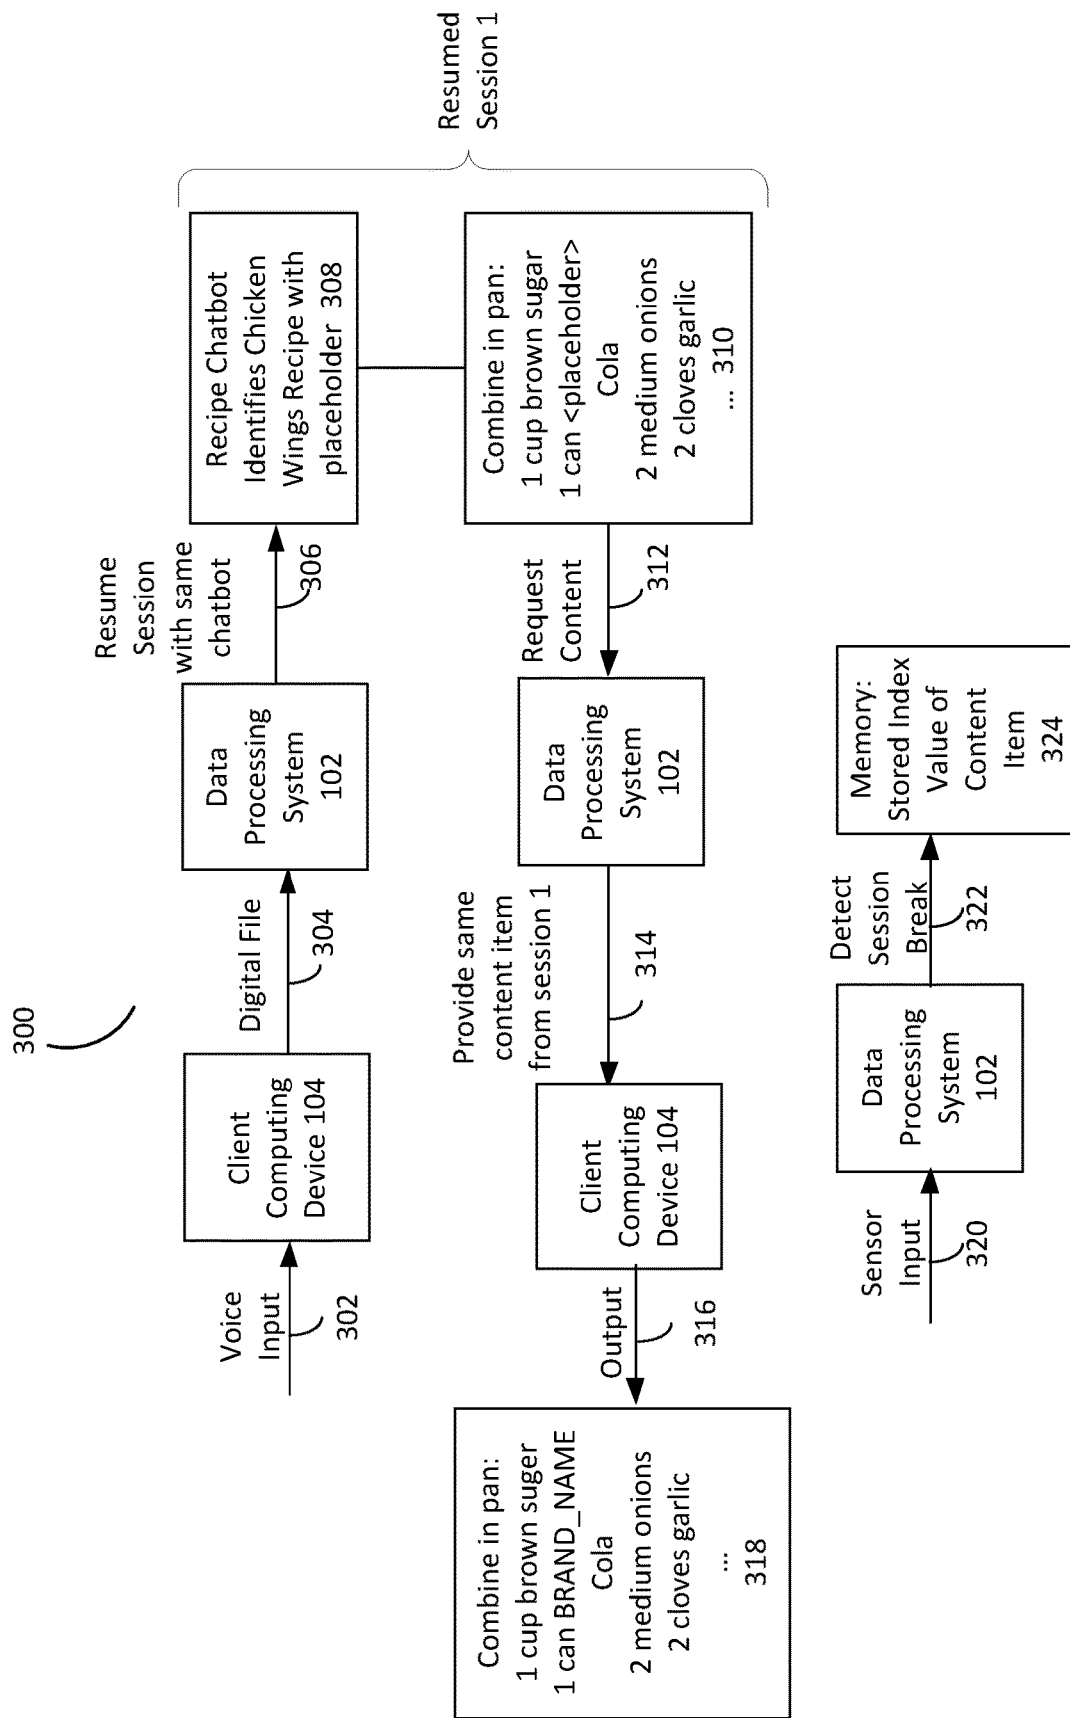 300
Voice
Input
302
Client
Computing
Device 104
Digital File
304
Data
Processing
System
102
Resume
Session
with same
chatbot
306
Recipe Chatbot
Identifies Chicken
Wings Recipe with
placeholder 308
Resumed
Session 1
Combine in pan:
1 cup brown sugar
1 can <placeholder>
Cola
2 medium onions
2 cloves garlic
... 310
Request
Content
312
Data
Processing
System
102
Provide same
content item
from session 1
314
Client
Computing
Device 104
Output
316
Combine in pan:
1 cup brown suger
1 can BRAND_NAME
Cola
2 medium onions
2 cloves garlic
...
318
Sensor
Input
320
Data
Processing
System
102
Detect
Session
Break
322
Memory:
Stored Index
Value of
Content
Item
324